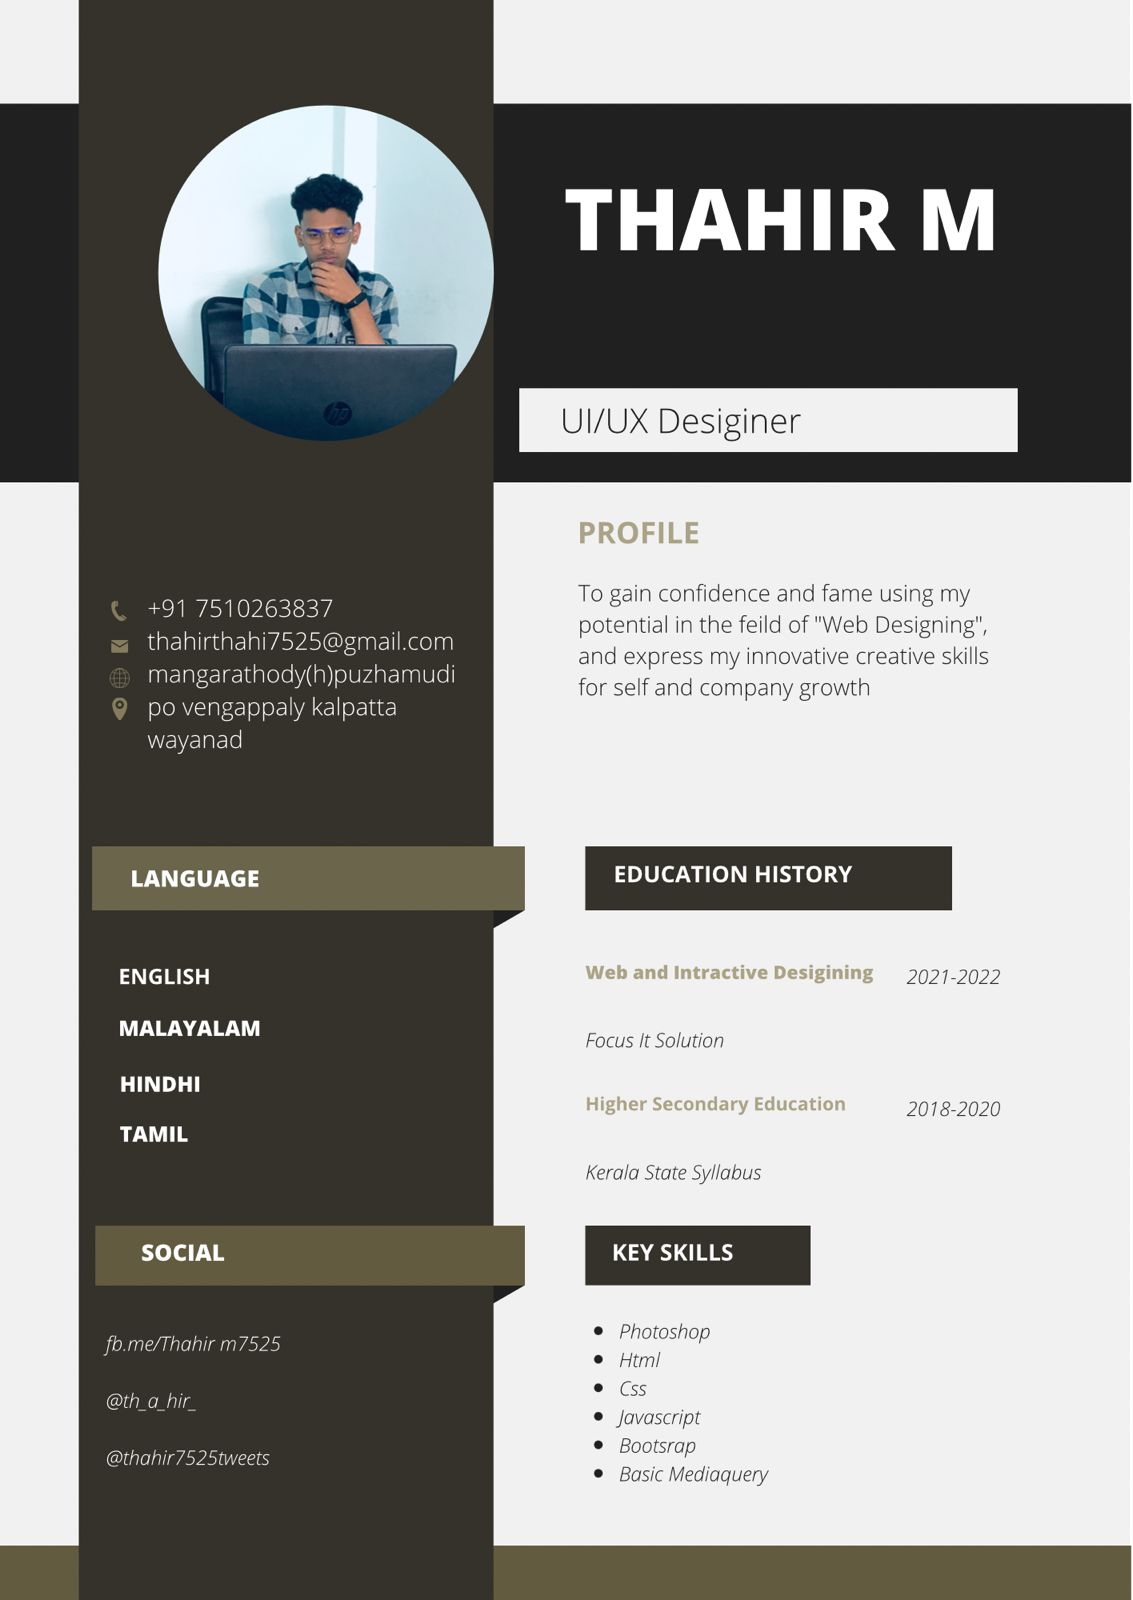 THAHIR M
UI/UX Desiginer
hp
+91 7510263837
thahirthahi7525@gmail.com
mangarathody(h)puzhamudi
po vengappaly kalpatta
wayanad
PROFILE
To gain confidence and fame using my
potential in the feild of "Web Designing",
and express my innovative creative skills
for self and company growth
LANGUAGE
ENGLISH
MALAYALAM
HINDHI
TAMIL
EDUCATION HISTORY
Web and Intractive Desigining 2021-2022
Focus It Solution
Higher Secondary Education 2018-2020
Kerala State Syllabus
SOCIAL
fb.me/Thahir m7525
@th_a_hir_
@thahir7525tweets
KEY SKILLS
Photoshop
Html
Css
Javascript
Bootsrap
Basic Mediaquery